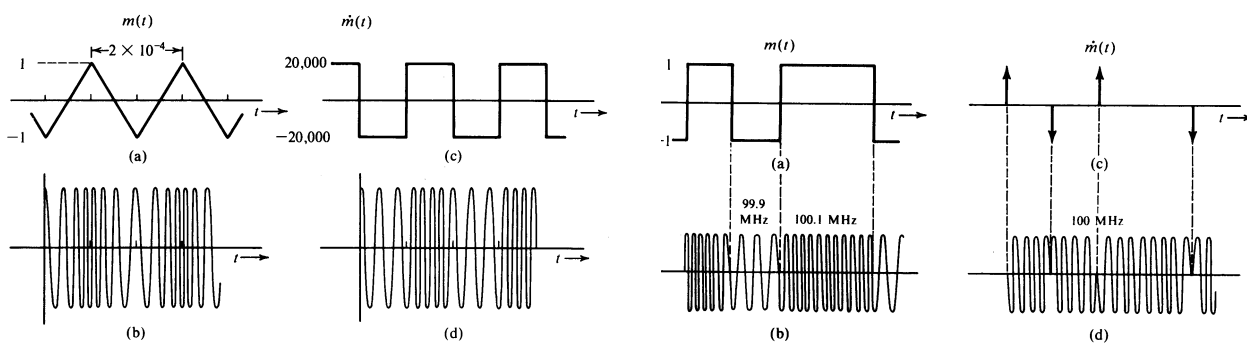 m(t)
2 × 10⁻⁴
1
−1
t
(a)
ṁ(t)
20,000
−20,000
t
(c)
t
(b)
t
(d)
m(t)
1
-1
t
(a)
ṁ(t)
t
(c)
99.9
MHz
100.1 MHz
t
(b)
100 MHz
t
(d)